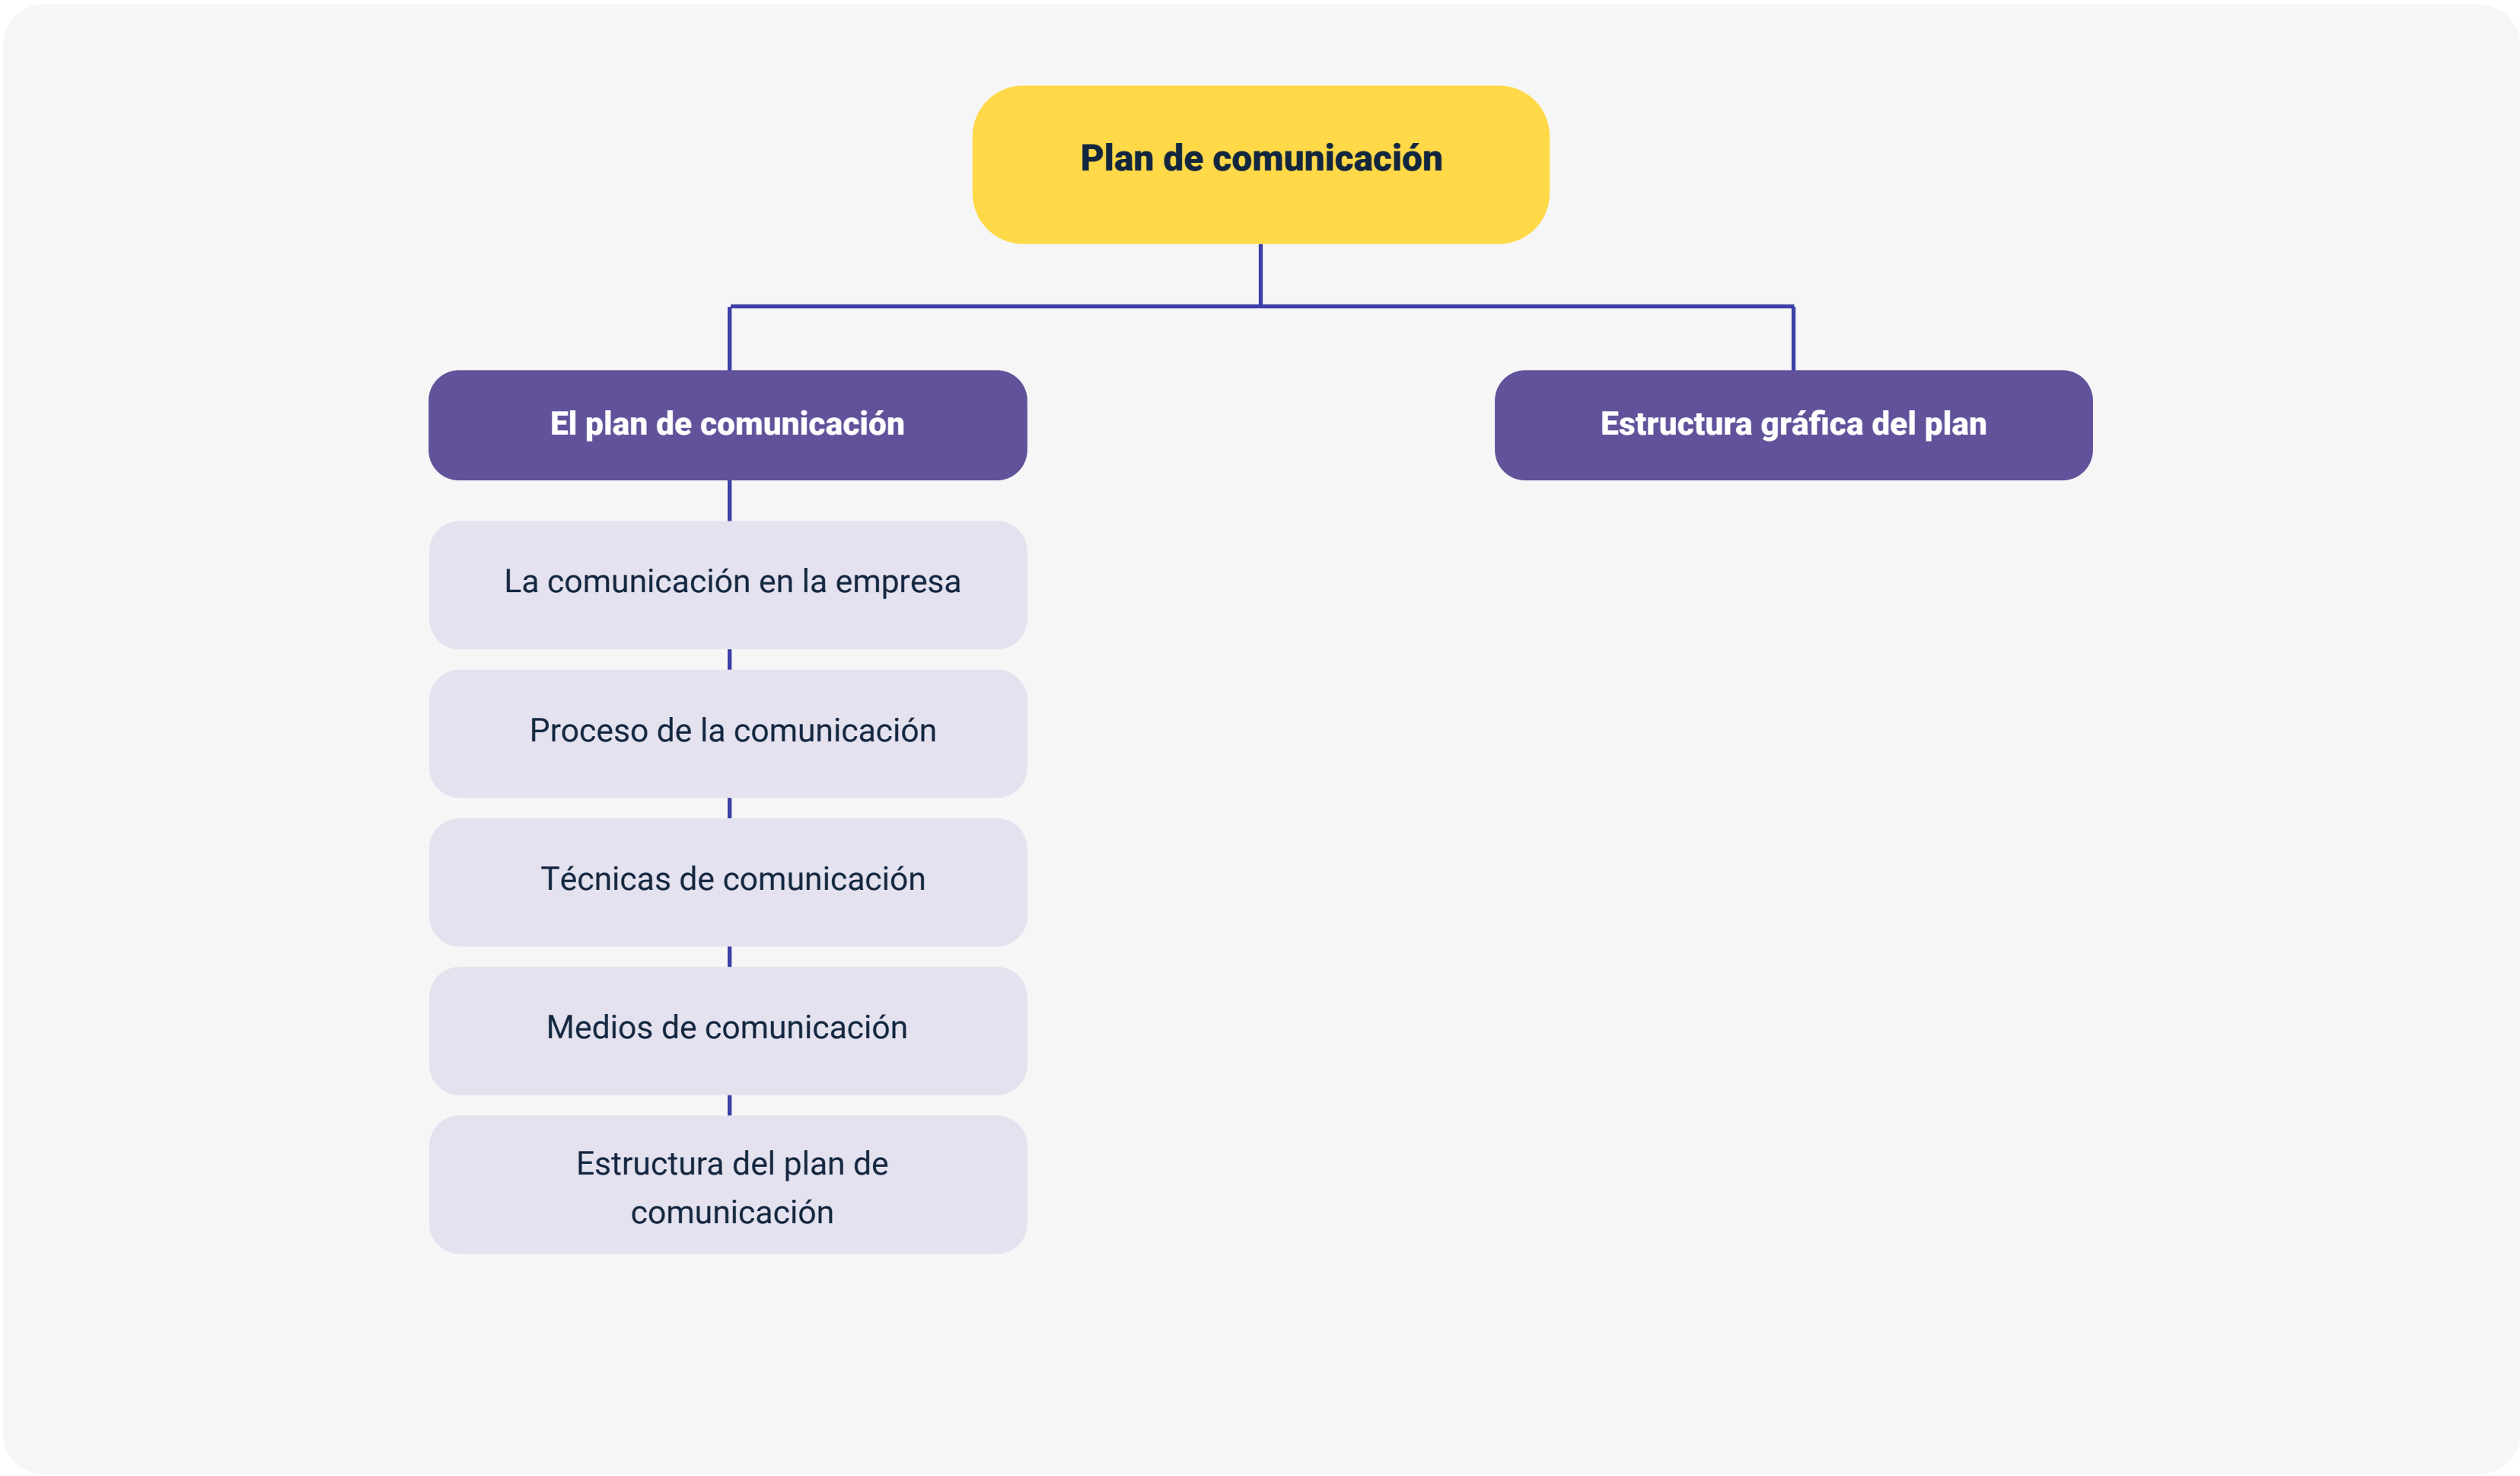 Plan de comunicación
El plan de comunicación
Estructura gráfica del plan
La comunicación en la empresa
Proceso de la comunicación
Técnicas de comunicación
Medios de comunicación
Estructura del plan de
comunicación